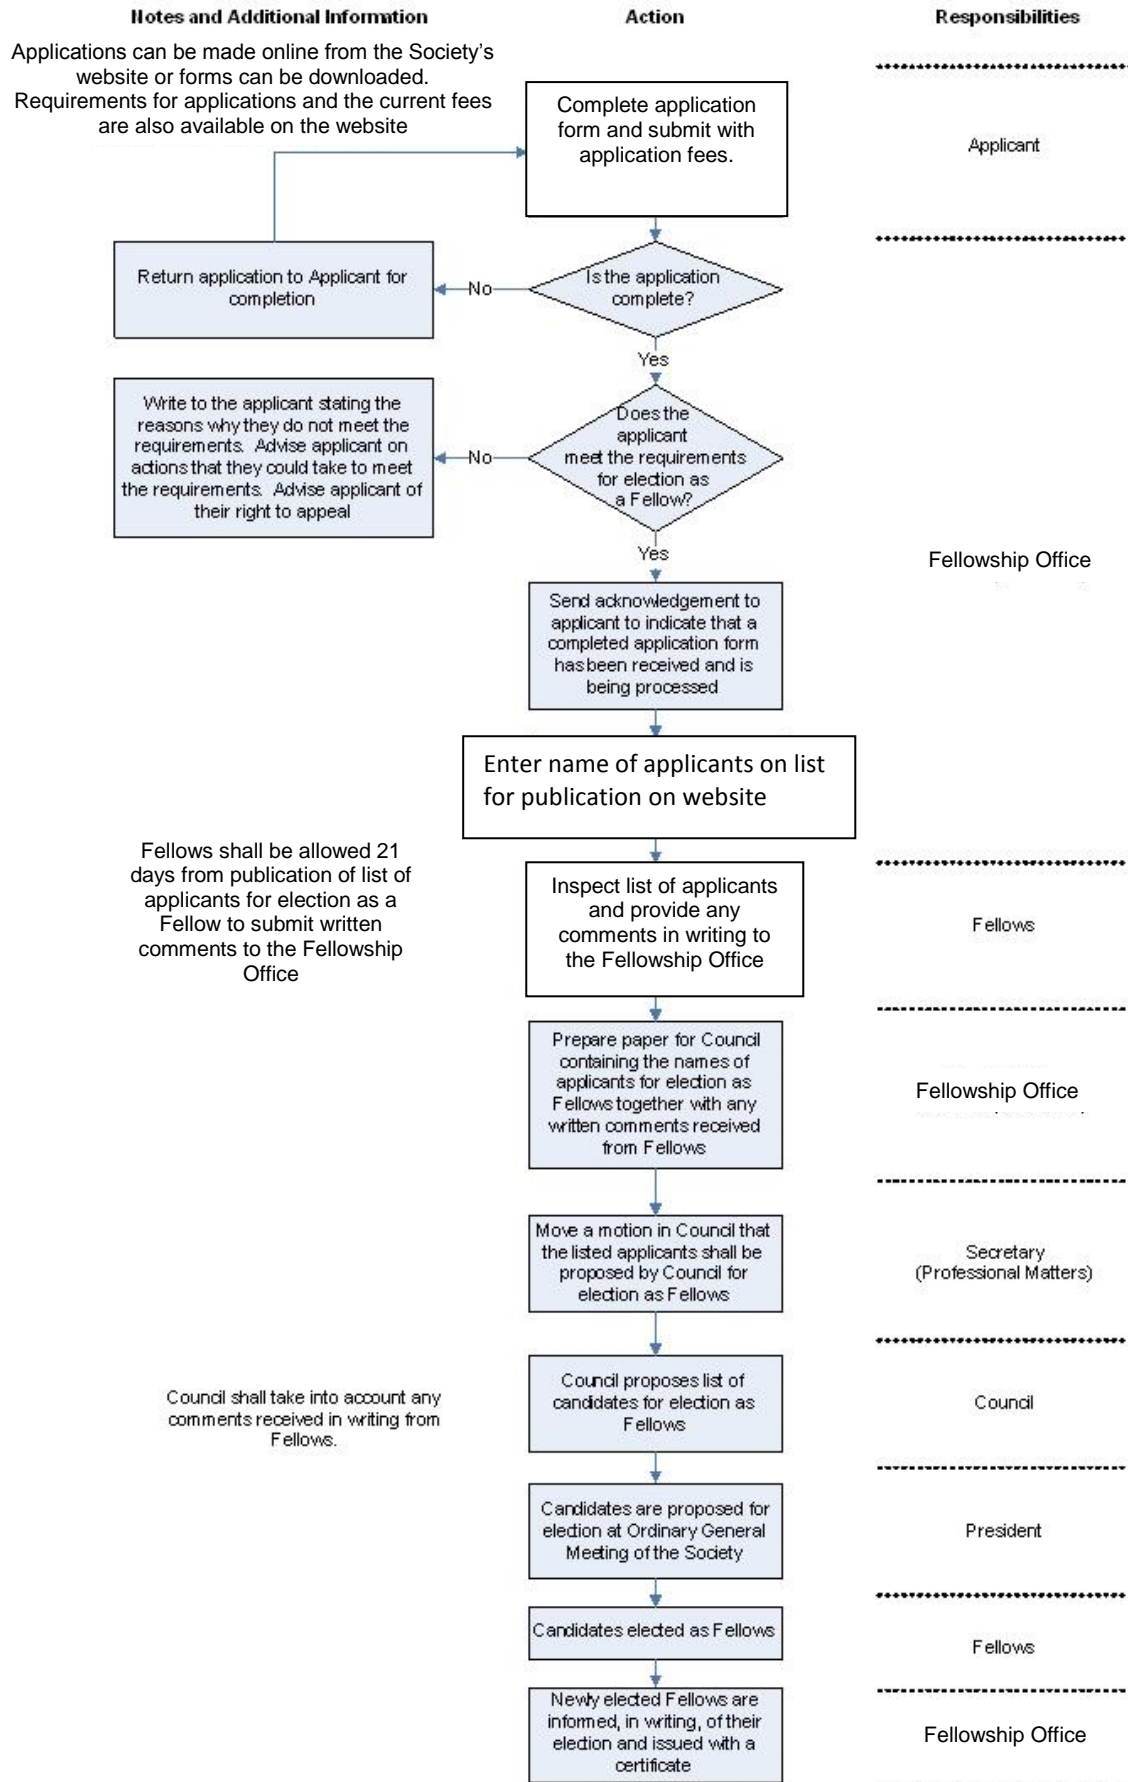 Notes and Additional Information
Action
Responsibilities
Applications can be made online from the Society's
website or forms can be downloaded.
Requirements for applications and the current fees
are also available on the website
Complete application
form and submit with
application fees.
Applicant
Return application to Applicant for
completion
No
Is the application
complete?
Yes
Write to the applicant stating the
reasons why they do not meet the
requirements. Advise applicant on
actions that they could take to meet
the requirements. Advise applicant of
their right to appeal
No
Does the
applicant
meet the requirements
for election as
a Fellow?
Yes
Fellowship Office
Send acknowledgement to
applicant to indicate that a
completed application form
has been received and is
being processed
Enter name of applicants on list
for publication on website
Fellows shall be allowed 21
days from publication of list of
applicants for election as a
Fellow to submit written
comments to the Fellowship
Office
Inspect list of applicants
and provide any
comments in writing to
the Fellowship Office
Fellows
Prepare paper for Council
containing the names of
applicants for election as
Fellows together with any
written comments received
from Fellows
Fellowship Office
Move a motion in Council that
the listed applicants shall be
proposed by Council for
election as Fellows
Secretary
(Professional Matters)
Council shall take into account any
comments received in writing from
Fellows.
Council proposes list of
candidates for election as
Fellows
Council
Candidates are proposed for
election at Ordinary General
Meeting of the Society
President
Candidates elected as Fellows
Fellows
Newly elected Fellows are
informed, in writing, of their
election and issued with a
certificate
Fellowship Office